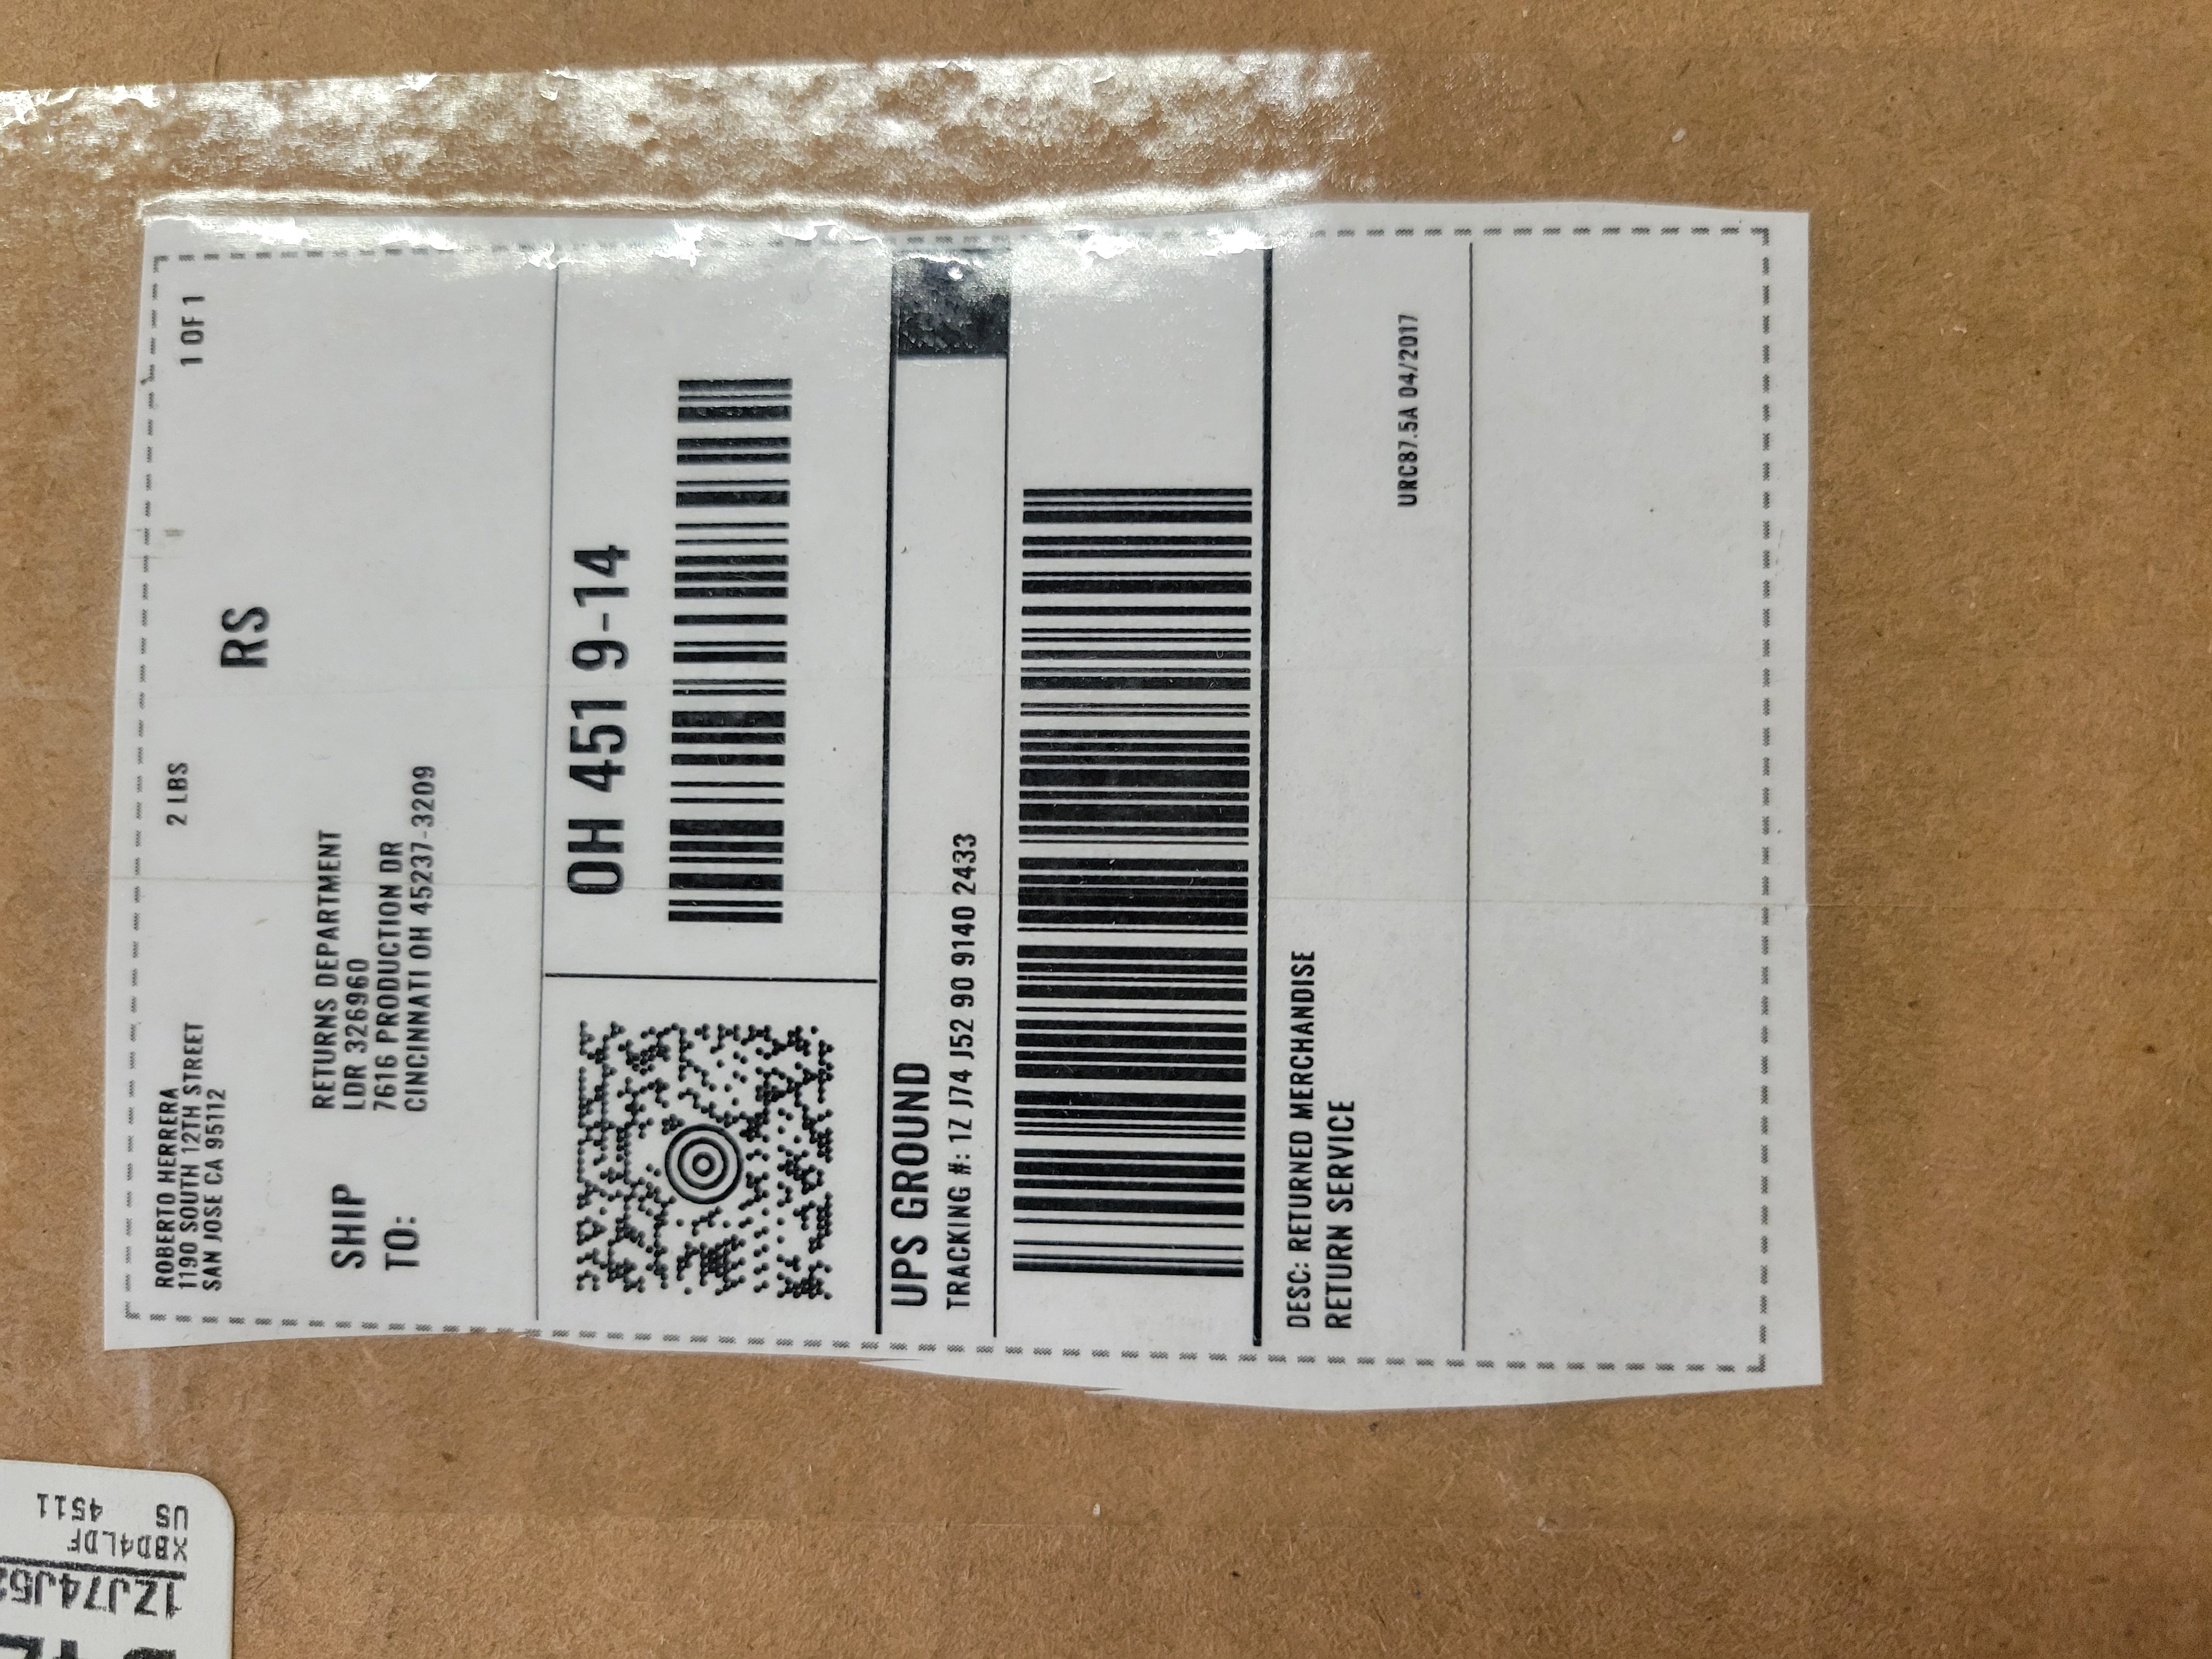 ROBERTO HERRERA
1190 SOUTH 12TH STREET
SAN JOSE CA 95112
2 LBS
1 OF 1
RS
SHIP
TO:
RETURNS DEPARTMENT
LDR 326960
7616 PRODUCTION DR
CINCINNATI OH 45237-3209
OH 451 9-14
UPS GROUND
TRACKING #: 1Z J74 J52 90 9140 2433
DESC: RETURNED MERCHANDISE
RETURN SERVICE
URC87.5A 04/2017
US 4511
X8D4LDF
1ZJ74J52